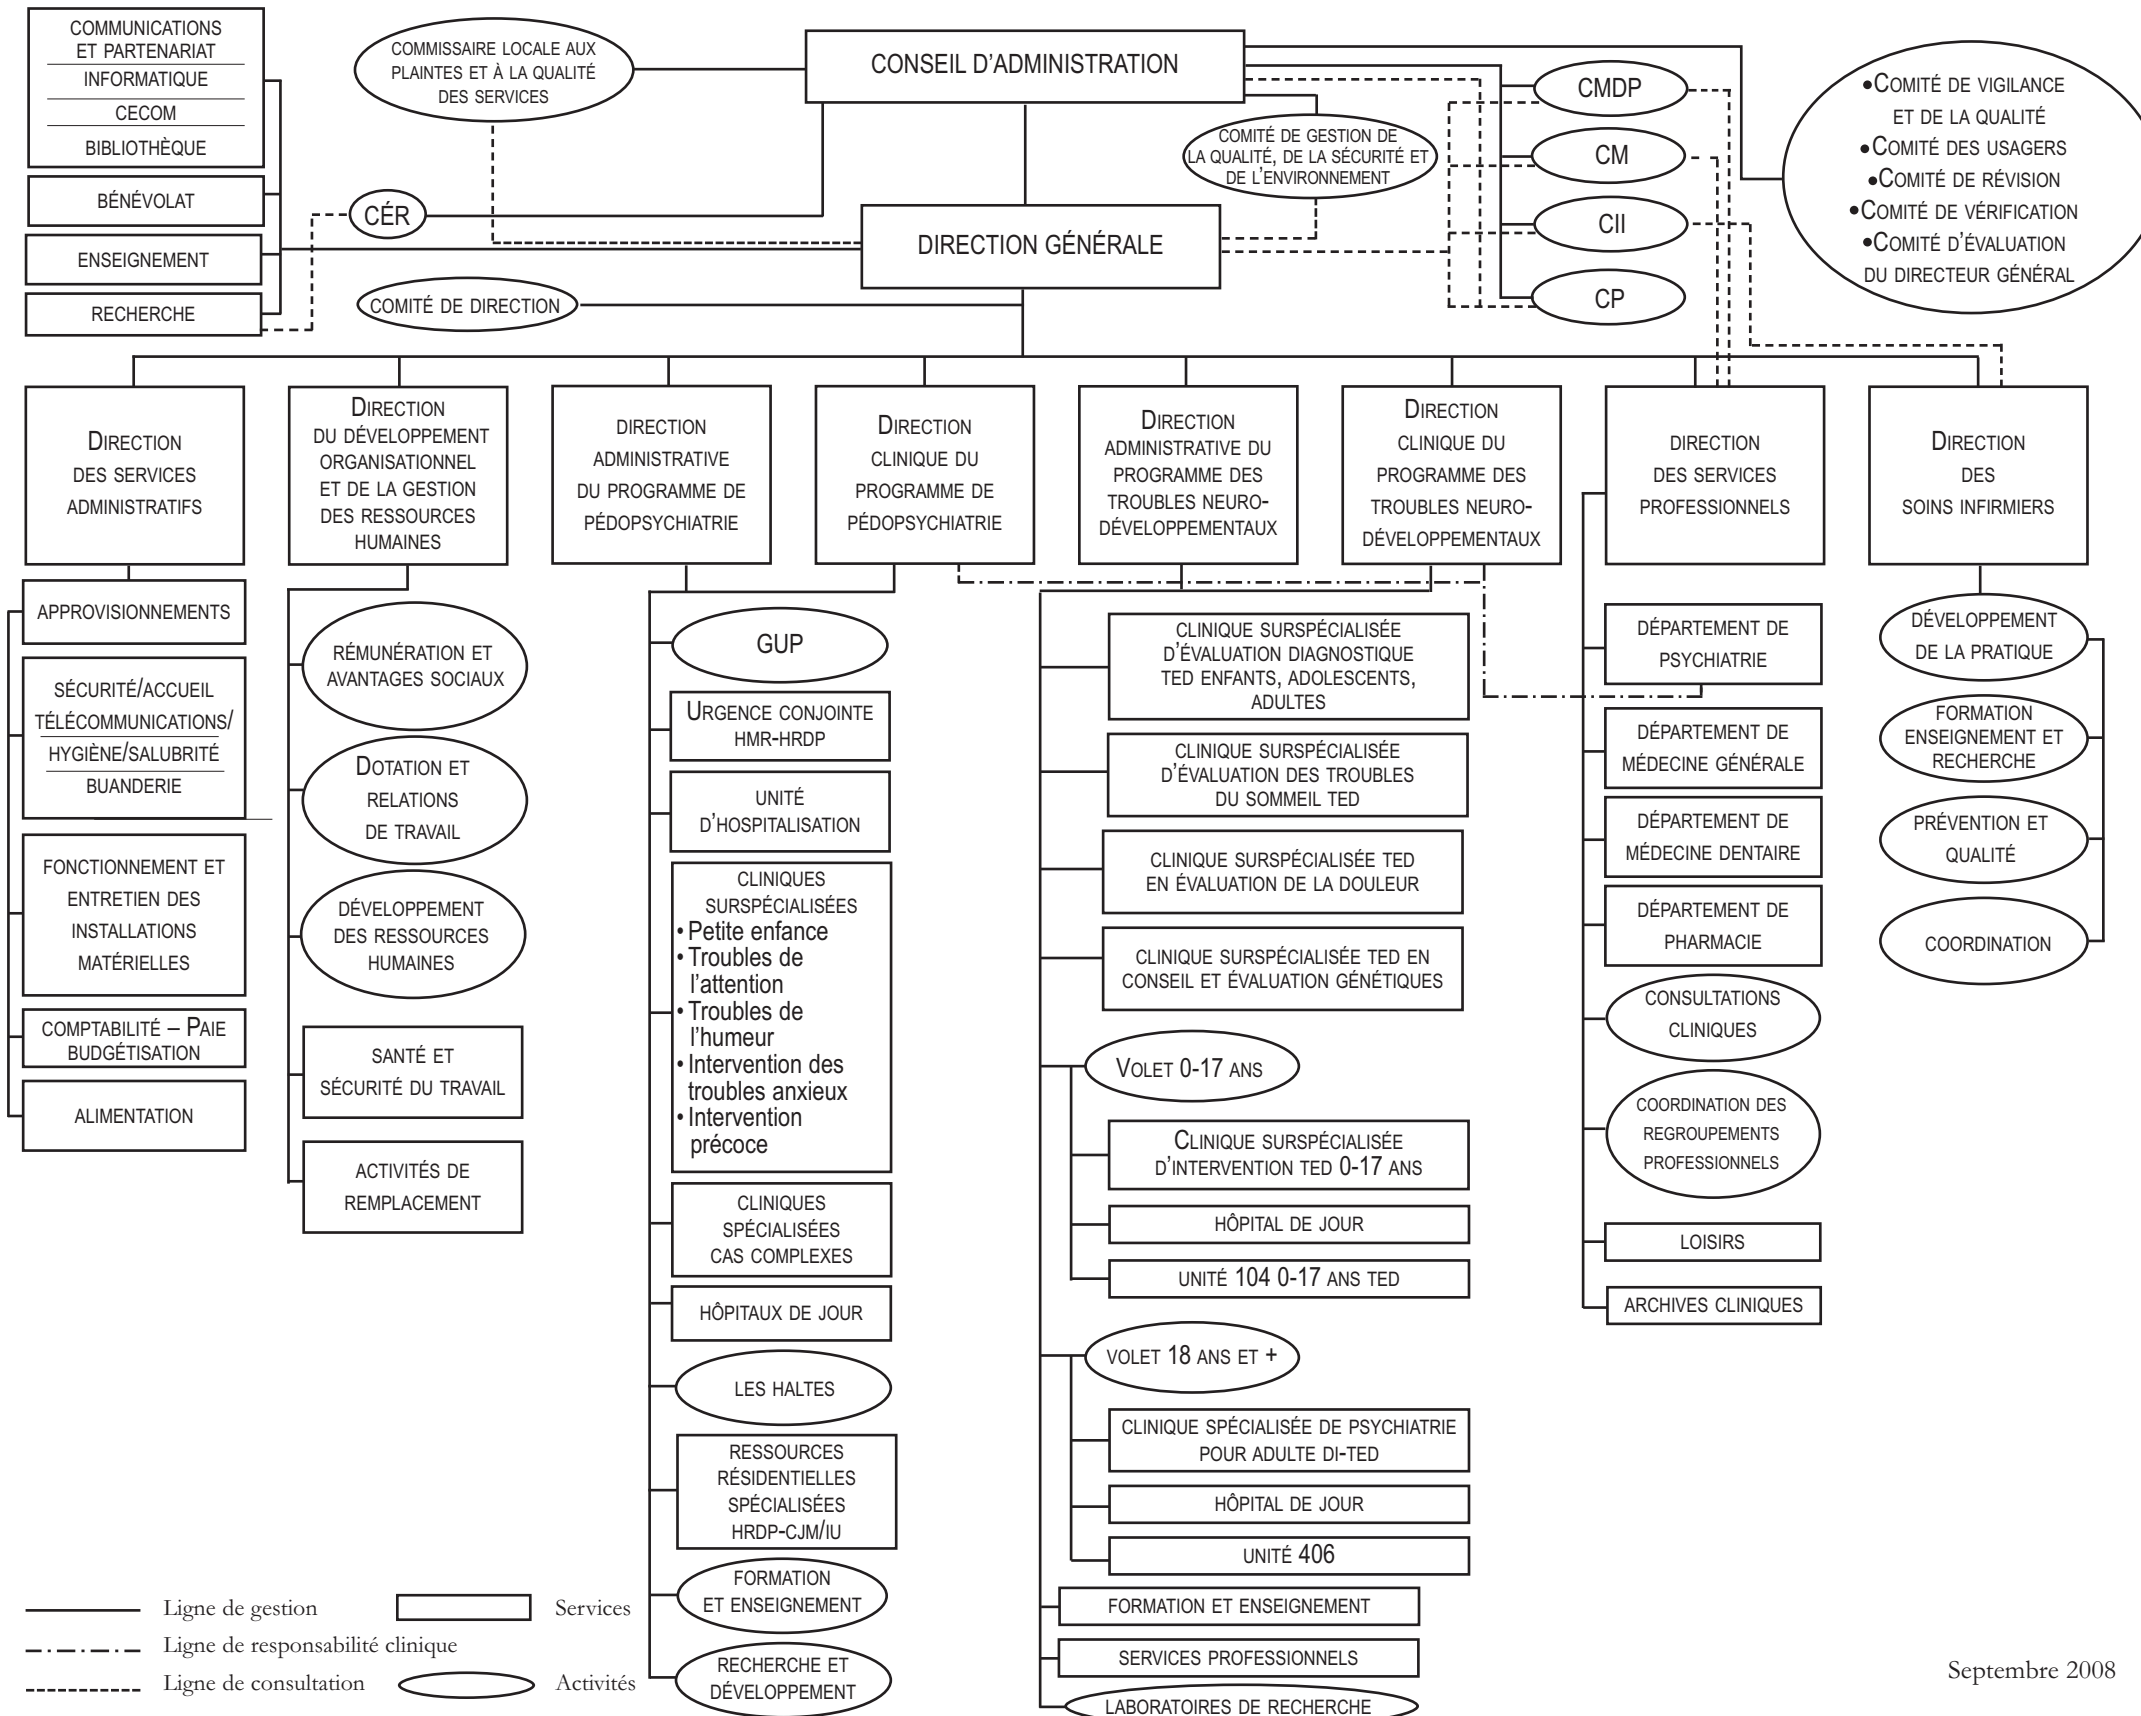 COMMUNICATIONS
ET PARTENARIAT
INFORMATIQUE
CECOM
BIBLIOTHÈQUE
BÉNÉVOLAT
ENSEIGNEMENT
RECHERCHE
COMMISSAIRE LOCALE AUX
PLAINTES ET À LA QUALITÉ
DES SERVICES
CÉR
COMITÉ DE DIRECTION
CONSEIL D'ADMINISTRATION
DIRECTION GÉNÉRALE
COMITÉ DE GESTION DE
LA QUALITÉ, DE LA SÉCURITÉ ET
DE L'ENVIRONNEMENT
CMDP
CM
CII
CP
•COMITÉ DE VIGILANCE
ET DE LA QUALITÉ
•COMITÉ DES USAGERS
•COMITÉ DE RÉVISION
•COMITÉ DE VÉRIFICATION
•COMITÉ D'ÉVALUATION
DU DIRECTEUR GÉNÉRAL
DIRECTION
DES SERVICES
ADMINISTRATIFS
DIRECTION
DU DÉVELOPPEMENT
ORGANISATIONNEL
ET DE LA GESTION
DES RESSOURCES
HUMAINES
DIRECTION
ADMINISTRATIVE
DU PROGRAMME DE
PÉDOPSYCHIATRIE
DIRECTION
CLINIQUE DU
PROGRAMME DE
PÉDOPSYCHIATRIE
DIRECTION
ADMINISTRATIVE DU
PROGRAMME DES
TROUBLES NEURO-
DÉVELOPPEMENTAUX
DIRECTION
CLINIQUE DU
PROGRAMME DES
TROUBLES NEURO-
DÉVELOPPEMENTAUX
DIRECTION
DES SERVICES
PROFESSIONNELS
DIRECTION
DES
SOINS INFIRMIERS
APPROVISIONNEMENTS
SÉCURITÉ/ACCUEIL
TÉLÉCOMMUNICATIONS/
HYGIÈNE/SALUBRITÉ
BUANDERIE
FONCTIONNEMENT ET
ENTRETIEN DES
INSTALLATIONS
MATÉRIELLES
COMPTABILITÉ – PAIE
BUDGÉTISATION
ALIMENTATION
RÉMUNÉRATION ET
AVANTAGES SOCIAUX
DOTATION ET
RELATIONS
DE TRAVAIL
DÉVELOPPEMENT
DES RESSOURCES
HUMAINES
SANTÉ ET
SÉCURITÉ DU TRAVAIL
ACTIVITÉS DE
REMPLACEMENT
GUP
URGENCE CONJOINTE
HMR-HRDP
UNITÉ
D'HOSPITALISATION
CLINIQUES
SURSPÉCIALISÉES
• Petite enfance
• Troubles de
l'attention
• Troubles de
l'humeur
• Intervention des
troubles anxieux
• Intervention
précoce
CLINIQUES
SPÉCIALISÉES
CAS COMPLEXES
HÔPITAUX DE JOUR
LES HALTES
RESSOURCES
RÉSIDENTIELLES
SPÉCIALISÉES
HRDP-CJM/IU
FORMATION
ET ENSEIGNEMENT
RECHERCHE ET
DÉVELOPPEMENT
CLINIQUE SURSPÉCIALISÉE
D'ÉVALUATION DIAGNOSTIQUE
TED ENFANTS, ADOLESCENTS,
ADULTES
CLINIQUE SURSPÉCIALISÉE
D'ÉVALUATION DES TROUBLES
DU SOMMEIL TED
CLINIQUE SURSPÉCIALISÉE TED
EN ÉVALUATION DE LA DOULEUR
CLINIQUE SURSPÉCIALISÉE TED EN
CONSEIL ET ÉVALUATION GÉNÉTIQUES
VOLET 0-17 ANS
CLINIQUE SURSPÉCIALISÉE
D'INTERVENTION TED 0-17 ANS
HÔPITAL DE JOUR
UNITÉ 104 0-17 ANS TED
VOLET 18 ANS ET +
CLINIQUE SPÉCIALISÉE DE PSYCHIATRIE
POUR ADULTE DI-TED
HÔPITAL DE JOUR
UNITÉ 406
FORMATION ET ENSEIGNEMENT
SERVICES PROFESSIONNELS
LABORATOIRES DE RECHERCHE
DÉPARTEMENT DE
PSYCHIATRIE
DÉPARTEMENT DE
MÉDECINE GÉNÉRALE
DÉPARTEMENT DE
MÉDECINE DENTAIRE
DÉPARTEMENT DE
PHARMACIE
CONSULTATIONS
CLINIQUES
COORDINATION DES
REGROUPEMENTS
PROFESSIONNELS
LOISIRS
ARCHIVES CLINIQUES
DÉVELOPPEMENT
DE LA PRATIQUE
FORMATION
ENSEIGNEMENT ET
RECHERCHE
PRÉVENTION ET
QUALITÉ
COORDINATION
Ligne de gestion
Services
Ligne de responsabilité clinique
Ligne de consultation
Activités
Septembre 2008